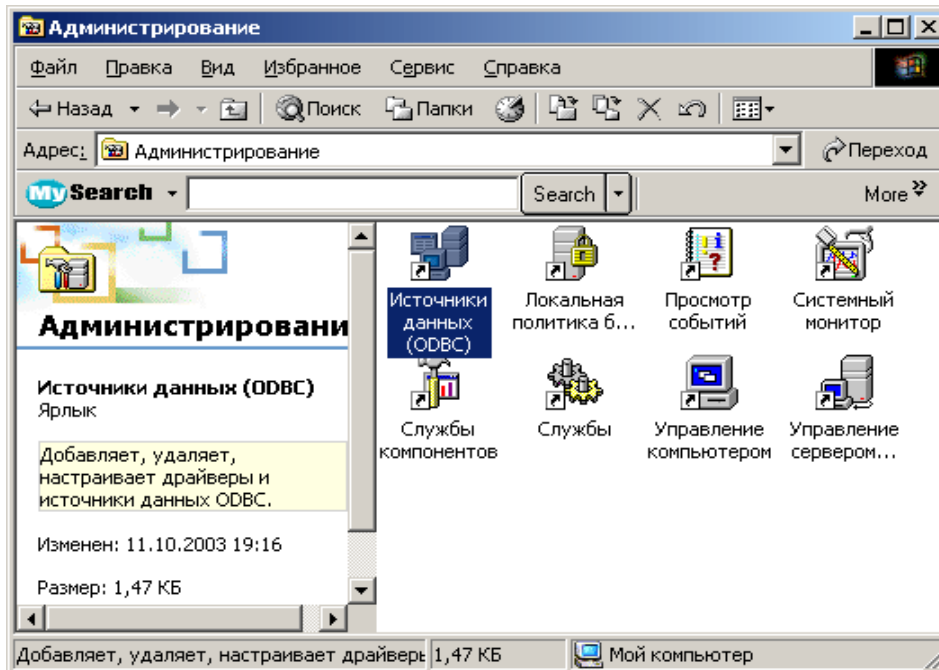 Администрирование
Файл Правка Вид Избранное Сервис Справка
Назад Поиск Папки
Адрес: Администрирование Переход
My Search Search More
Администрировани
Источники данных (ODBC)
Ярлык
Добавляет, удаляет,
настраивает драйверы и
источники данных ODBC.
Изменен: 11.10.2003 19:16
Размер: 1,47 КБ
Источники
данных
(ODBC)
Локальная
политика б...
Просмотр
событий
Системный
монитор
Службы
компонентов
Службы
Управление
компьютером
Управление
сервером...
Добавляет, удаляет, настраивает драйверь 1,47 КБ Мой компьютер